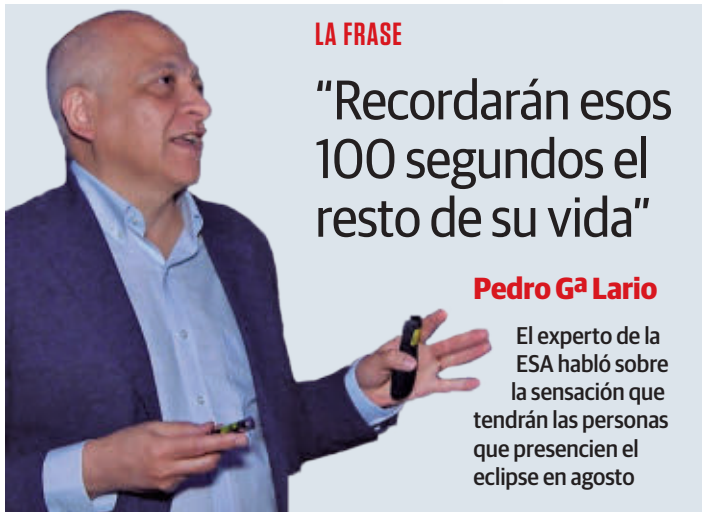 LA FRASE
“Recordarán esos
100 segundos el
resto de su vida”
Pedro Gª Lario
El experto de la
ESA habló sobre
la sensación que
tendrán las personas
que presencien el
eclipse en agosto